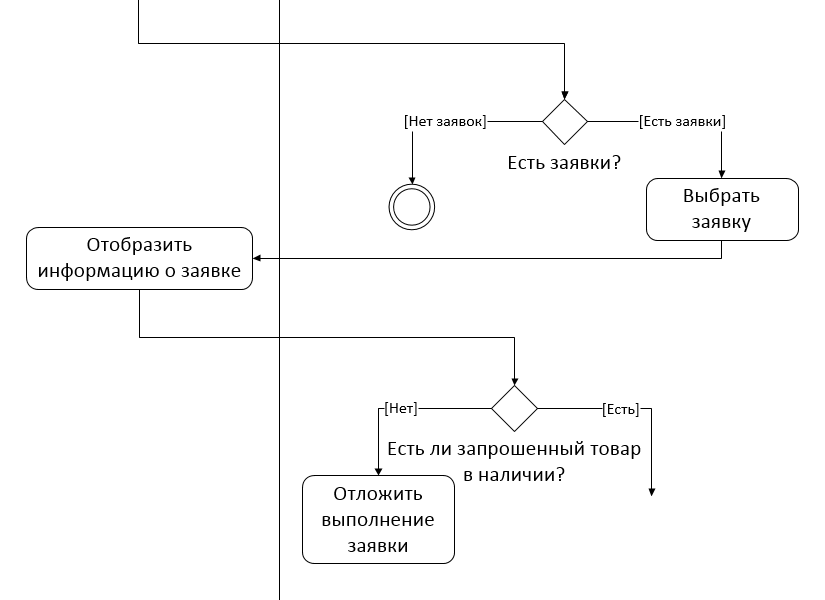 [Нет заявок]
[Есть заявки]
Есть заявки?
Выбрать
заявку
Отобразить
информацию о заявке
[Нет]
[Есть]
Есть ли запрошенный товар
в наличии?
Отложить
выполнение
заявки